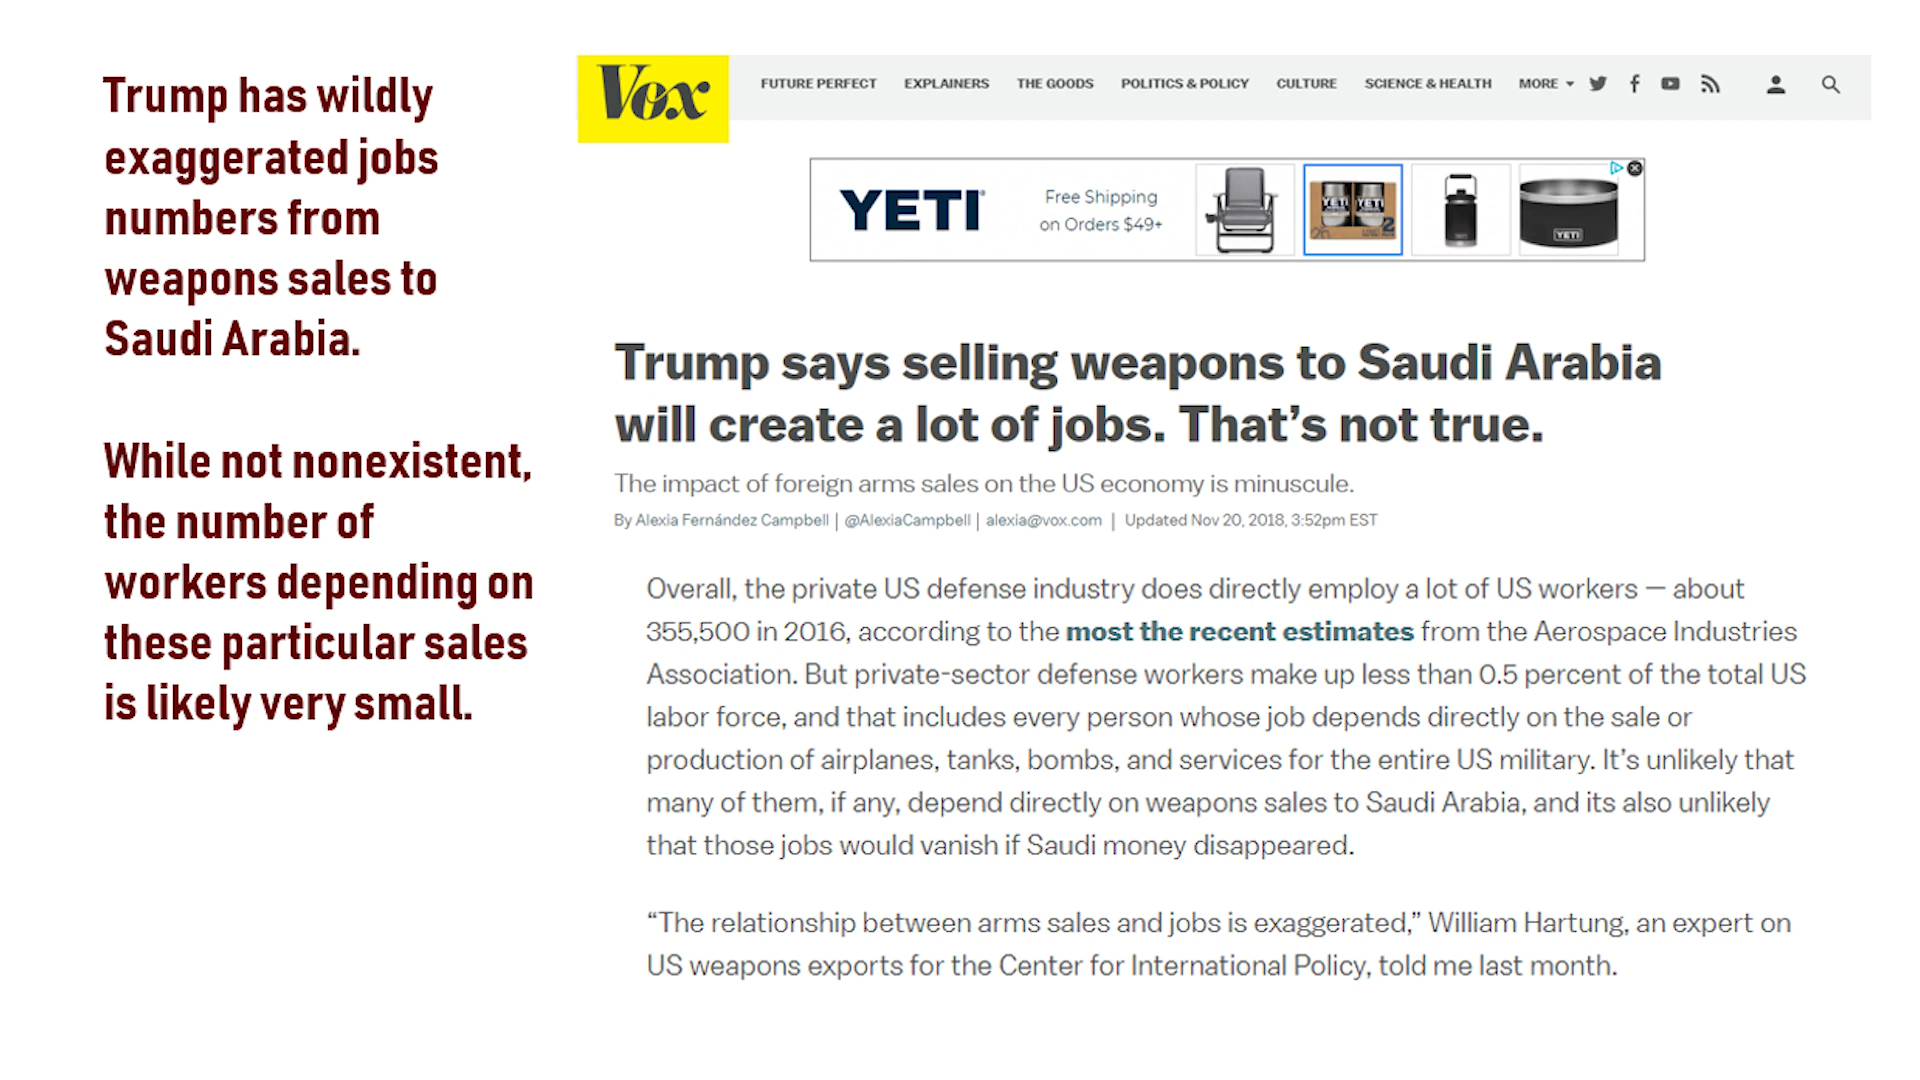 Trump has wildly
exaggerated jobs
numbers from
weapons sales to
Saudi Arabia.
While not nonexistent,
the number of
workers depending on
these particular sales
is likely very small.
Vox
FUTURE PERFECT EXPLAINERS THE GOODS POLITICS & POLICY CULTURE SCIENCE & HEALTH MORE
YETI
Free Shipping
on Orders $49+
YETI YETI
2
YETI
Trump says selling weapons to Saudi Arabia
will create a lot of jobs. That's not true.
The impact of foreign arms sales on the US economy is minuscule.
By Alexia Fernández Campbell | @AlexiaCampbell | alexia@vox.com | Updated Nov 20, 2018, 3:52pm EST
Overall, the private US defense industry does directly employ a lot of US workers — about
355,500 in 2016, according to the most the recent estimates from the Aerospace Industries
Association. But private-sector defense workers make up less than 0.5 percent of the total US
labor force, and that includes every person whose job depends directly on the sale or
production of airplanes, tanks, bombs, and services for the entire US military. It's unlikely that
many of them, if any, depend directly on weapons sales to Saudi Arabia, and its also unlikely
that those jobs would vanish if Saudi money disappeared.
“The relationship between arms sales and jobs is exaggerated,” William Hartung, an expert on
US weapons exports for the Center for International Policy, told me last month.